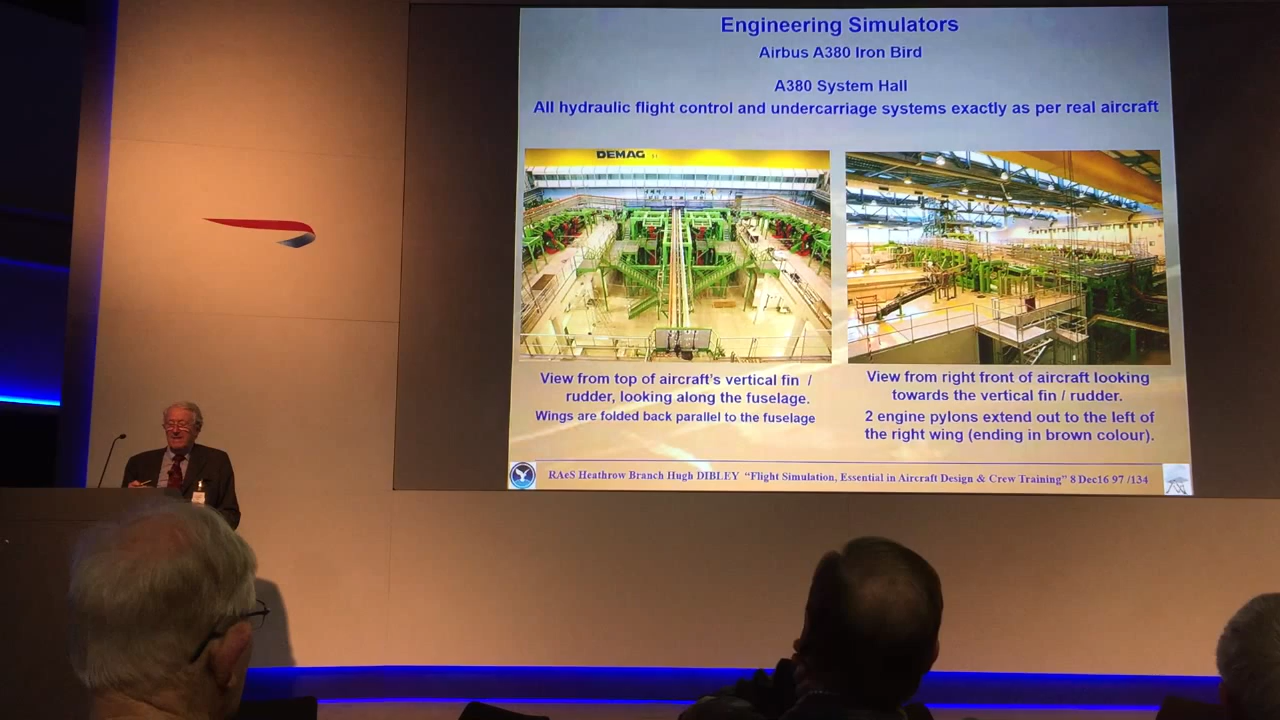 Engineering Simulators
Airbus A380 Iron Bird
A380 System Hall
All hydraulic flight control and undercarriage systems exactly as per real aircraft
DEMAG
View from top of aircraft's vertical fin /
rudder, looking along the fuselage.
Wings are folded back parallel to the fuselage
View from right front of aircraft looking
towards the vertical fin / rudder.
2 engine pylons extend out to the left of
the right wing (ending in brown colour).
RAeS Heathrow Branch Hugh DIBLEY "Flight Simulation, Essential in Aircraft Design & Crew Training" 8 Dec16 97 /134